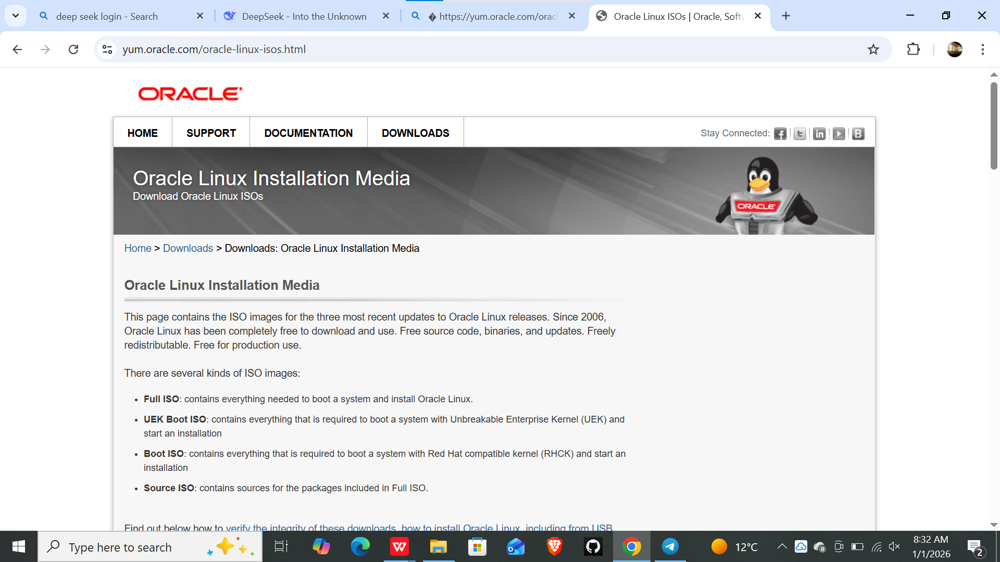 deep seek login - Search
DeepSeek - Into the Unknown
� https://yum.oracle.com/orac
Oracle Linux ISOs | Oracle, Softw
yum.oracle.com/oracle-linux-isos.html
ORACLE
HOME SUPPORT DOCUMENTATION DOWNLOADS
Stay Connected:
Oracle Linux Installation Media
Download Oracle Linux ISOs
ORACLE
Home > Downloads > Downloads: Oracle Linux Installation Media
Oracle Linux Installation Media
This page contains the ISO images for the three most recent updates to Oracle Linux releases. Since 2006,
Oracle Linux has been completely free to download and use. Free source code, binaries, and updates. Freely
redistributable. Free for production use.
There are several kinds of ISO images:
• Full ISO: contains everything needed to boot a system and install Oracle Linux.
• UEK Boot ISO: contains everything that is required to boot a system with Unbreakable Enterprise Kernel (UEK) and
start an installation
• Boot ISO: contains everything that is required to boot a system with Red Hat compatible kernel (RHCK) and start an
installation
• Source ISO: contains sources for the packages included in Full ISO.
Find out below how to verify the integrity of these downloads, how to install Oracle Linux, including from USB
Type here to search
12°C
8:32 AM
1/1/2026
2